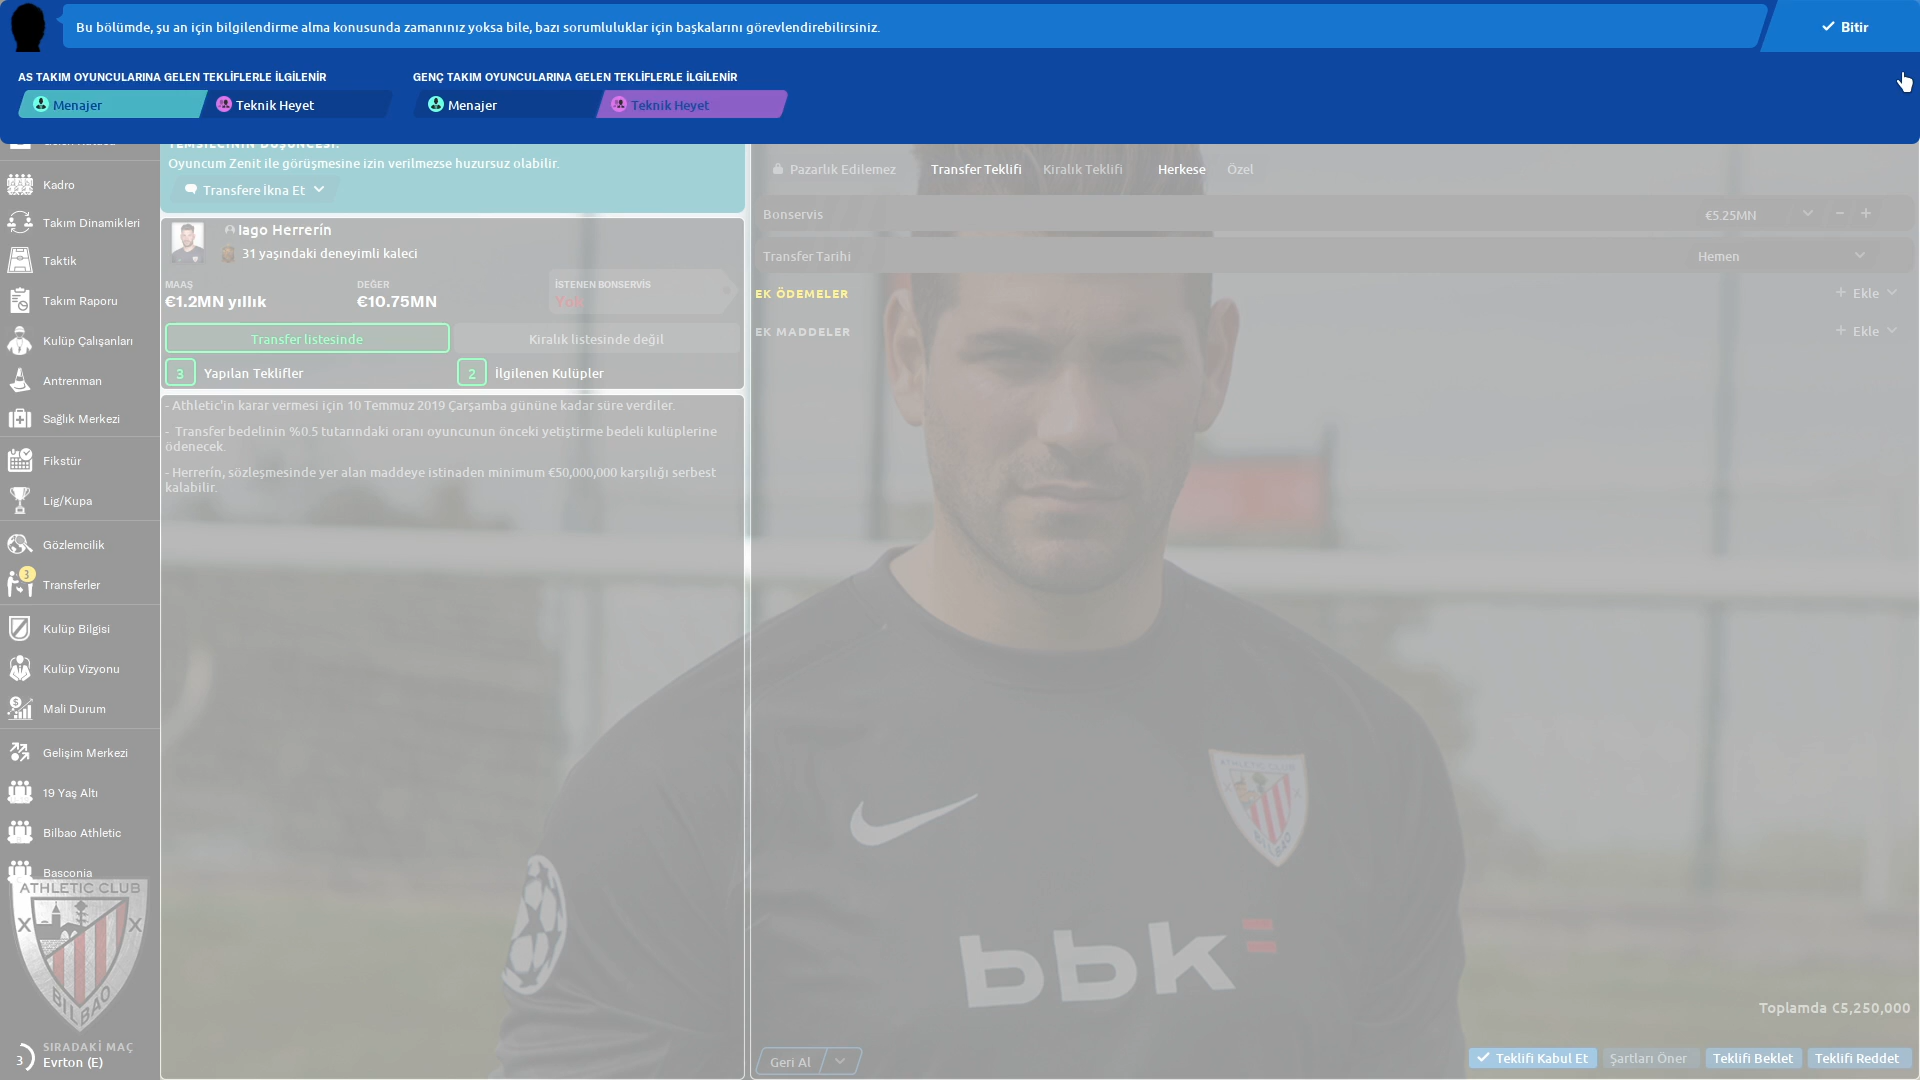 Bu bölümde, şu an için bilgilendirme alma konusunda zamanınız yoksa bile, bazı sorumluluklar için başkalarını görevlendirebilirsiniz.
Bitir
AS TAKIM OYUNCULARINA GELEN TEKLİFLERLE İLGİLENİR
Menajer
Teknik Heyet
GENÇ TAKIM OYUNCULARINA GELEN TEKLİFLERLE İLGİLENİR
Menajer
Teknik Heyet
Kadro
Takım Dinamikleri
Taktik
Takım Raporu
Kulüp Çalışanları
Antrenman
Sağlık Merkezi
Fikstür
Lig/Kupa
Gözlemcilik
3
Transferler
Kulüp Bilgisi
Kulüp Vizyonu
Mali Durum
Gelişim Merkezi
19 Yaş Altı
Bilbao Athletic
Basconia
ATHLETIC CLUB
BILBAO
SIRADAKİ MAÇ
3
Evrton (E)
TEMSİLCİNİN DÜŞÜNCESİ:
Oyuncum Zenit ile görüşmesine izin verilmezse huzursuz olabilir.
Transfere İkna Et
Iago Herrerín
31 yaşındaki deneyimli kaleci
MAAŞ
€1.2MN yıllık
DEĞER
€10.75MN
İSTENEN BONSERVİS
Yok
Transfer listesinde
Kiralık listesinde değil
3 Yapılan Teklifler
2 İlgilenen Kulüpler
- Athletic'in karar vermesi için 10 Temmuz 2019 Çarşamba gününe kadar süre verdiler.
- Transfer bedelinin %0.5 tutarındaki oranı oyuncunun önceki yetiştirme bedeli kulüplerine
ödenecek.
- Herrerín, sözleşmesinde yer alan maddeye istinaden minimum €50,000,000 karşılığı serbest
kalabilir.
Pazarlık Edilemez
Transfer Teklifi
Kiralık Teklifi
Herkese
Özel
Bonservis
€5.25MN
Transfer Tarihi
Hemen
EK ÖDEMELER
Ekle
EK MADDELER
Ekle
ATHLETIC CLUB
BILBAO
bbk
Toplamda €5,250,000
Geri Al
Teklifi Kabul Et
Şartları Öner
Teklifi Beklet
Teklifi Reddet